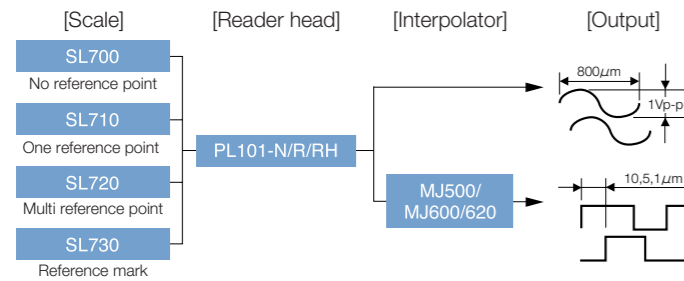 [Scale]
[Reader head]
[Interpolator]
[Output]
SL700
No reference point
SL710
One reference point
SL720
Multi reference point
SL730
Reference mark
PL101-N/R/RH
MJ500/
MJ600/620
800μm
1Vp-p
10,5,1μm